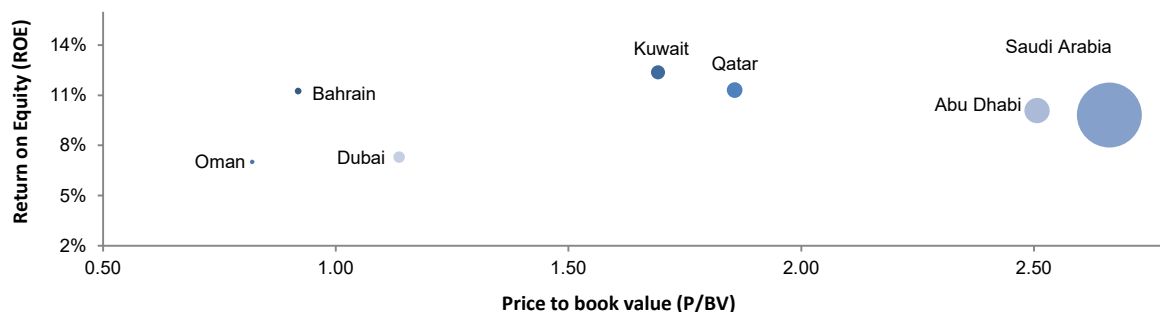 Return on Equity (ROE)
14%
11%
8%
5%
2%
Kuwait
Qatar
Saudi Arabia
Bahrain
Abu Dhabi
Oman
Dubai
0.50
1.00
1.50
2.00
2.50
Price to book value (P/BV)